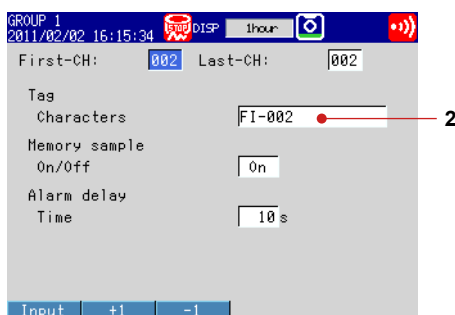 GROUP 1
2011/02/02 16:15:34 STOP DISP 1hour
First-CH: 002 Last-CH: 002
Tag
Characters FI-002 2
Memory sample
On/Off On
Alarm delay
Time 10 s
Input +1 -1